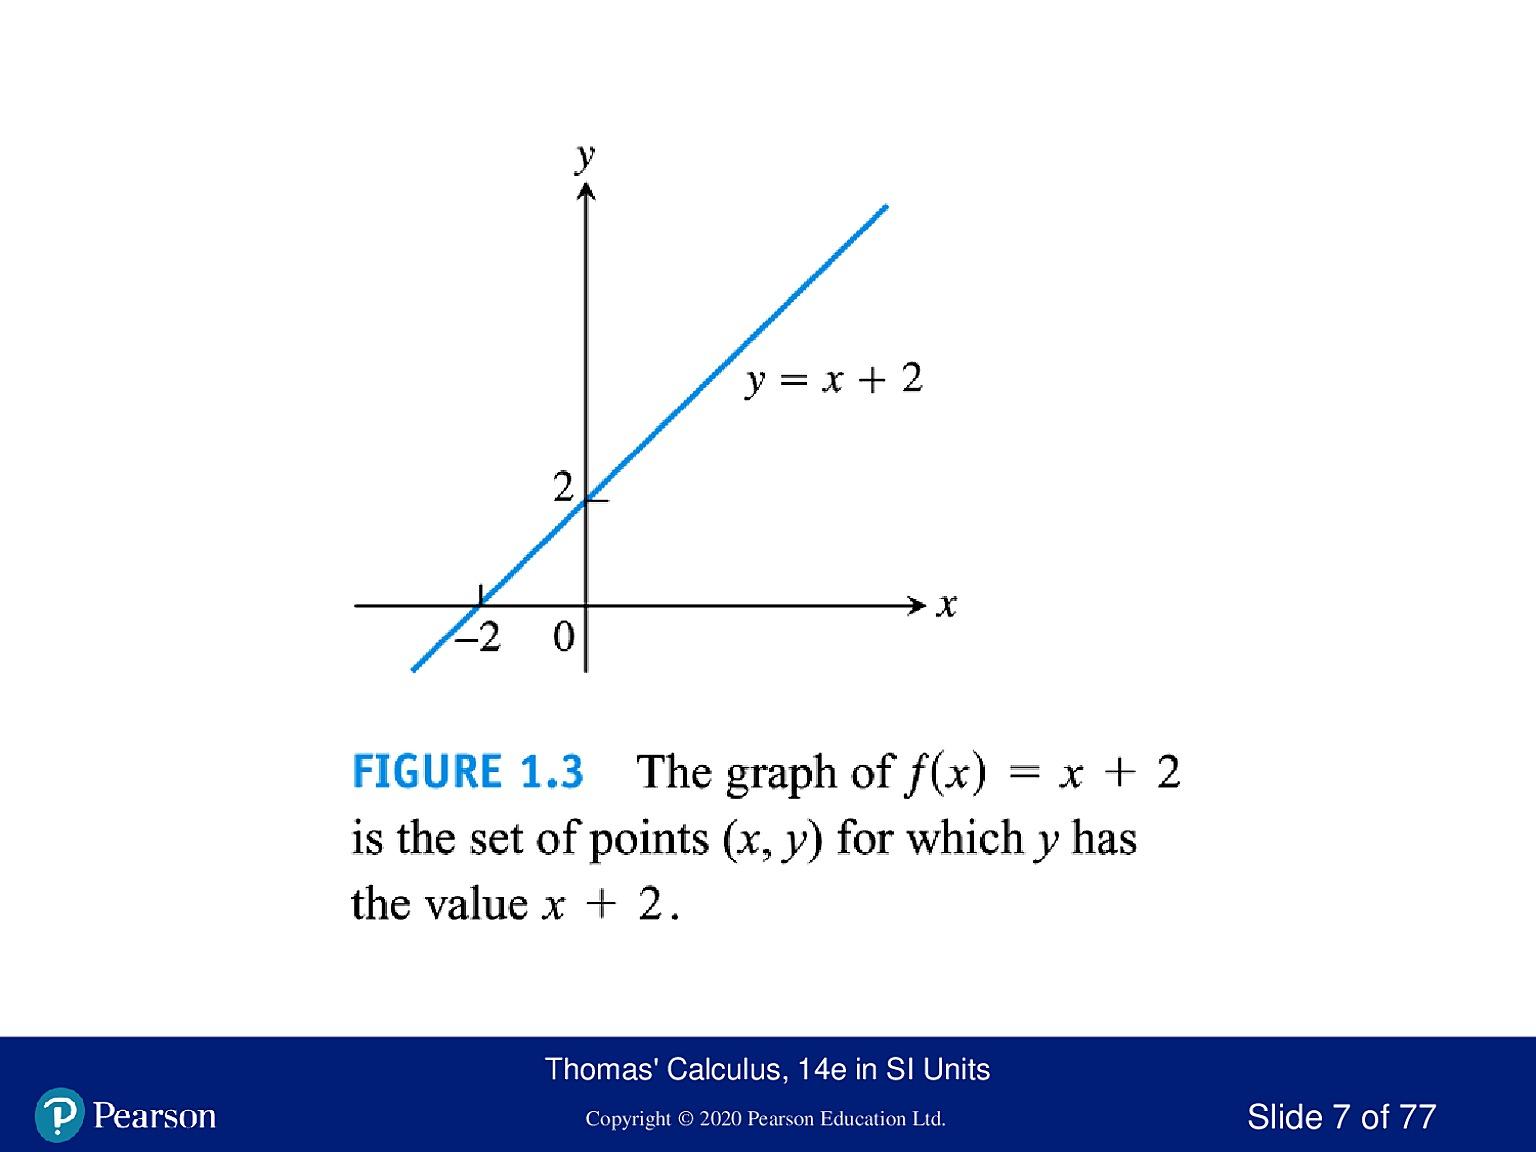 y
y = x + 2
2
x
–2 0
FIGURE 1.3 The graph of f(x) = x + 2
is the set of points (x, y) for which y has
the value x + 2.
Thomas' Calculus, 14e in SI Units
Pearson
Copyright © 2020 Pearson Education Ltd.
Slide 7 of 77